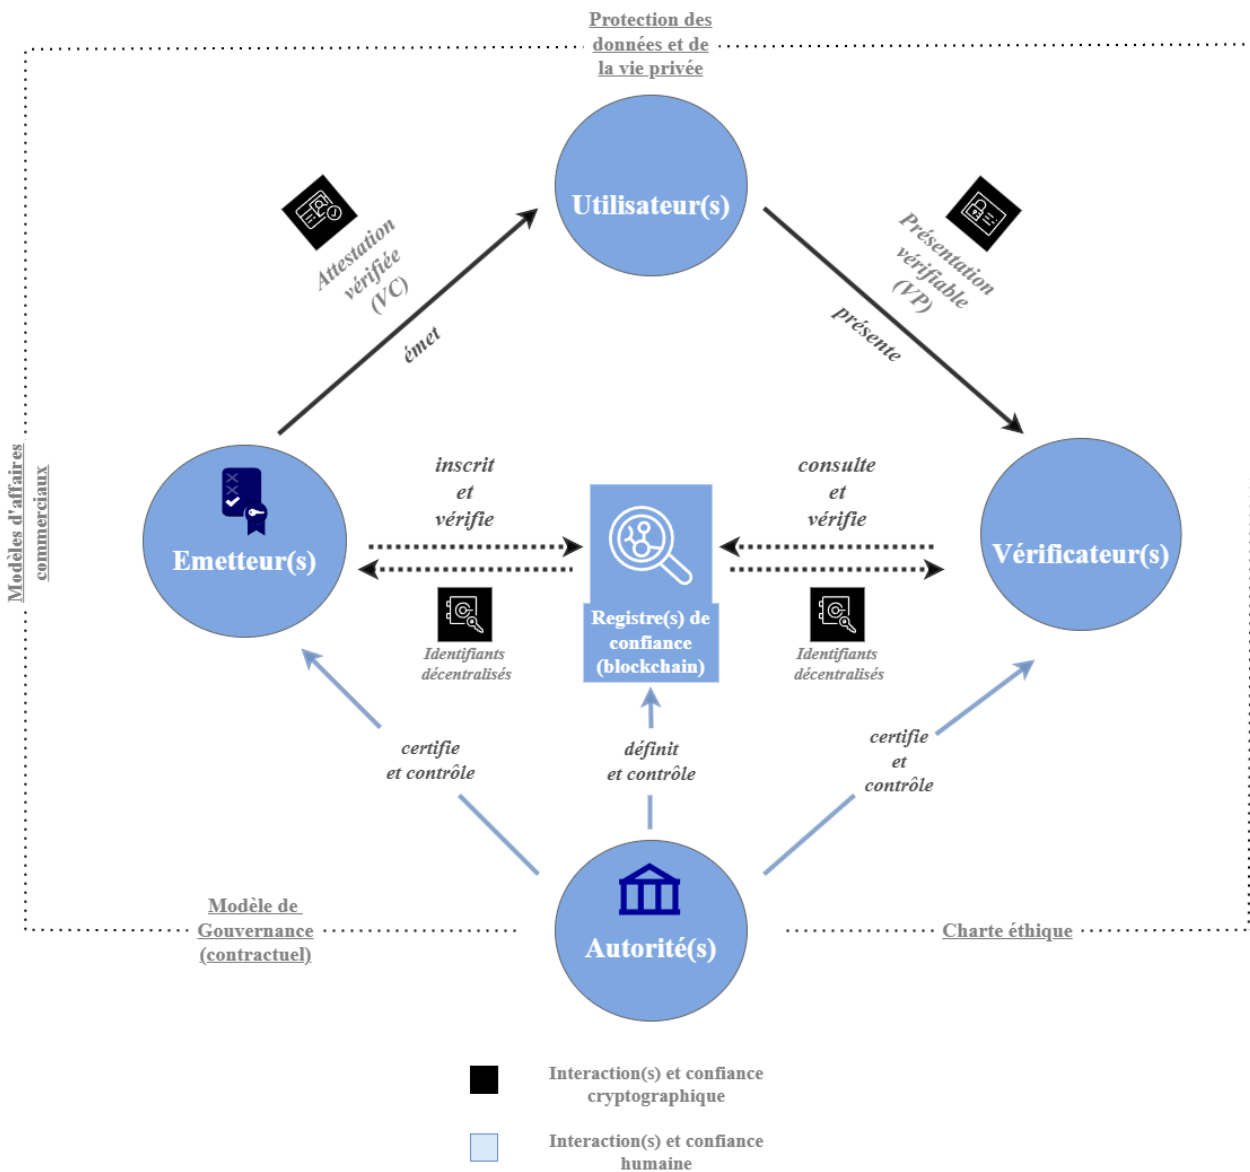 Protection des
données et de
la vie privée
Utilisateur(s)
Attestation
vérifiée
(VC)
émet
Présentation
vérifiable
(VP)
présente
Modèles d'affaires
commerciaux
Emetteur(s)
inscrit
et
vérifie
Identifiants
décentralisés
Registre(s) de
confiance
(blockchain)
consulte
et
vérifie
Identifiants
décentralisés
Vérificateur(s)
certifie
et contrôle
définit
et contrôle
certifie
et
contrôle
Modèle de
Gouvernance
(contractuel)
Autorité(s)
Charte éthique
Interaction(s) et confiance
cryptographique
Interaction(s) et confiance
humaine